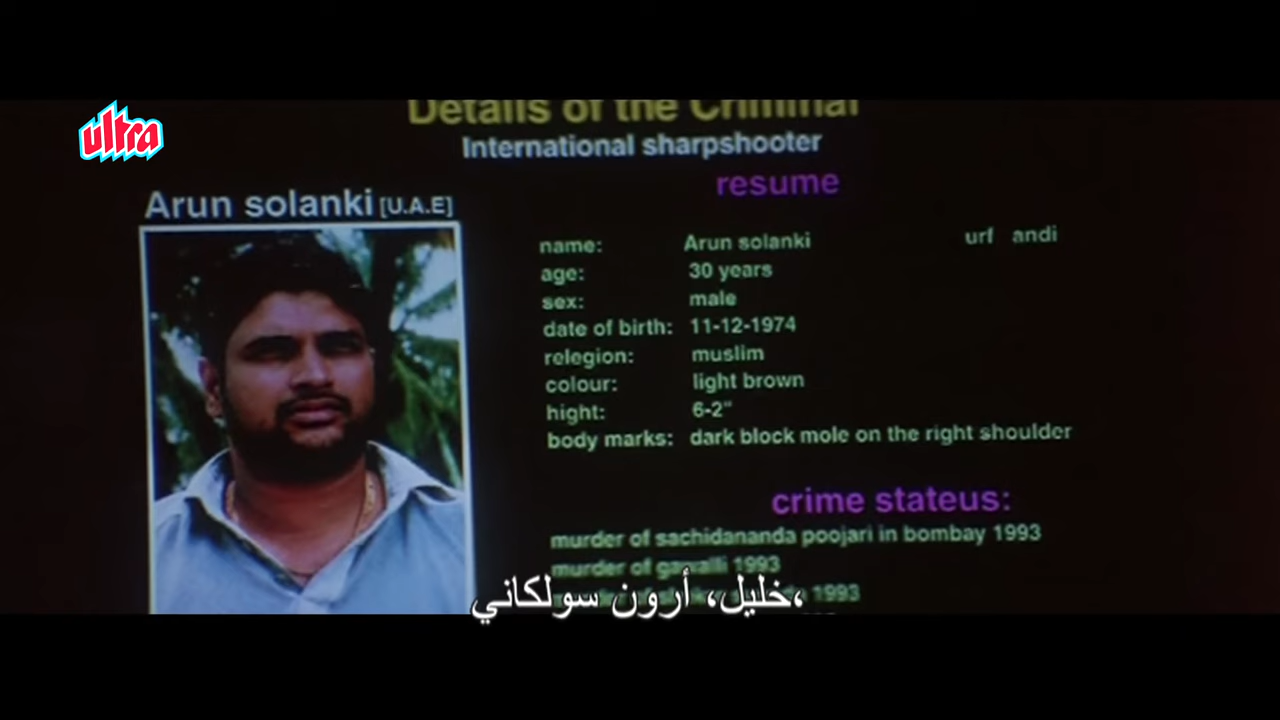 ultra
Details of the Criminal
International sharpshooter
resume
Arun solanki [U.A.E]
name: Arun solanki urf andi
age: 30 years
sex: male
date of birth: 11-12-1974
relegion: muslim
colour: light brown
hight: 6-2"
body marks: dark block mole on the right shoulder
crime stateus:
murder of sachidananda poojari in bombay 1993
murder of gawalli 1993
1993
خليل، أرون سولكاني،